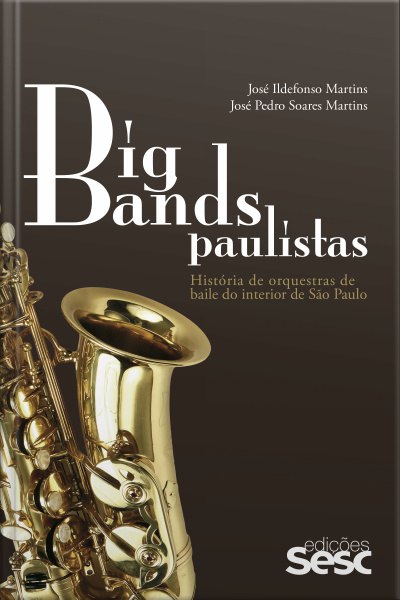 José Ildefonso Martins
José Pedro Soares Martins
Big
Bands
paulistas
História de orquestras de
baile do interior de São Paulo
edições
Sesc